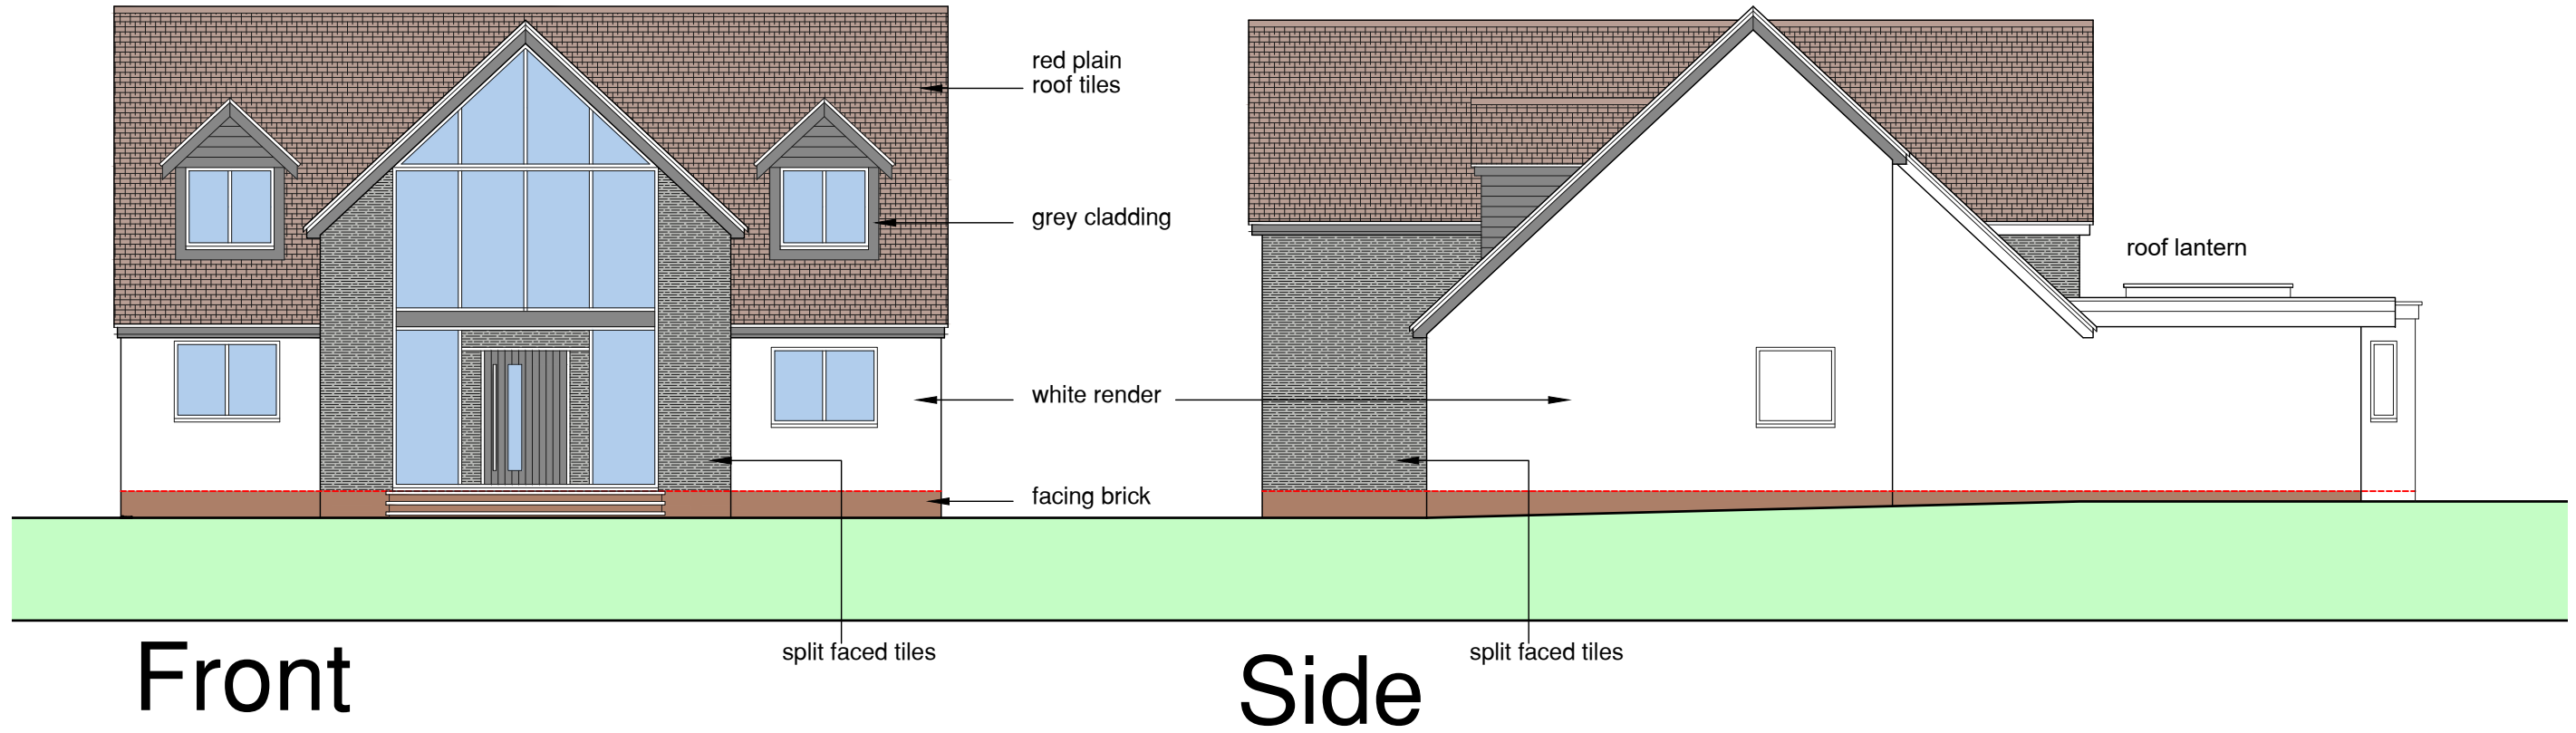 red plain
roof tiles
grey cladding
roof lantern
white render
facing brick
split faced tiles
split faced tiles
Front
Side